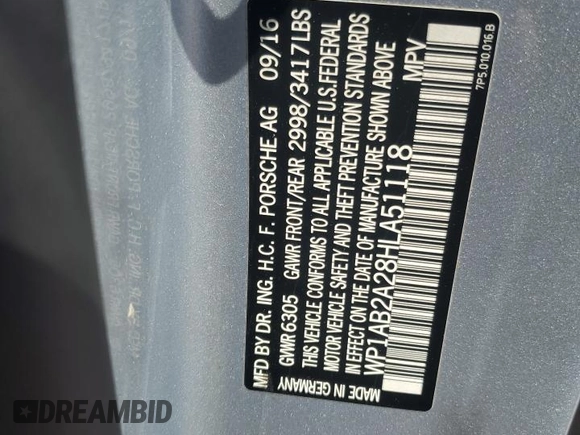 MFD BY DR. ING. H.C. F. PORSCHE AG 09/16
GVWR 6305 GAWR FRONT/REAR 2998/3417LBS
THIS VEHICLE CONFORMS TO ALL APPLICABLE U.S. FEDERAL
MOTOR VEHICLE SAFETY AND THEFT PREVENTION STANDARDS
IN EFFECT ON THE DATE OF MANUFACTURE SHOWN ABOVE
WP1AB2A28HLA51118 MPV
MADE IN GERMANY
7P5.010.016.B
DREAMBID